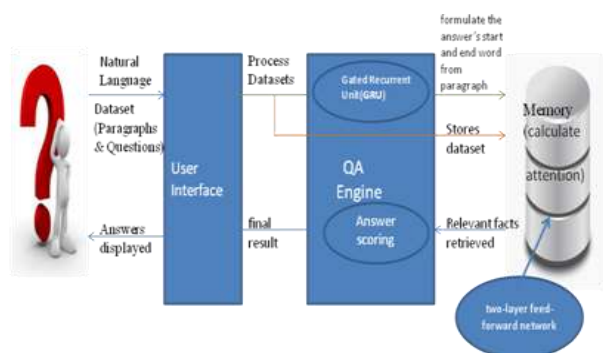 Natural
Language
Dataset
(Paragraphs
& Questions)
Answers
displayed
User
Interface
Process
Datasets
final
result
Gated Recurrent
Unit(GRU)
QA
Engine
Answer
scoring
formulate the
answer's start
and end word
from
paragraph
Stores
dataset
Relevant facts
retrieved
Memory
(calculate
attention)
two-layer feed-
forward network